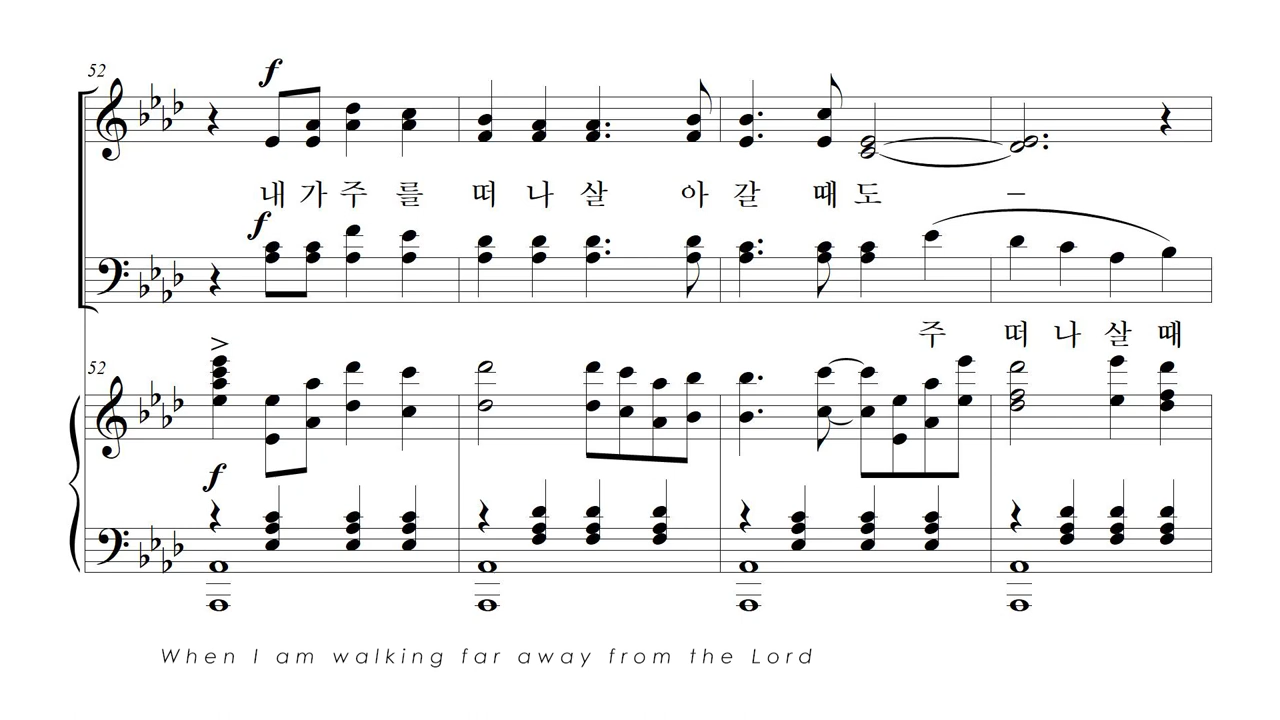 52
f
내 가 주 를 떠 나 살 아 갈 때 도 –
f
주 떠 나 살 때
52
f
When I am walking far away from the Lord